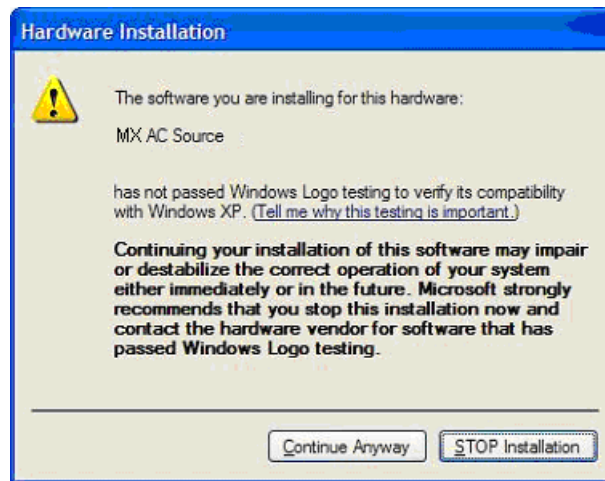 Hardware Installation
The software you are installing for this hardware:
MX AC Source
has not passed Windows Logo testing to verify its compatibility
with Windows XP. (Tell me why this testing is important.)
Continuing your installation of this software may impair
or destabilize the correct operation of your system
either immediately or in the future. Microsoft strongly
recommends that you stop this installation now and
contact the hardware vendor for software that has
passed Windows Logo testing.
Continue Anyway
STOP Installation